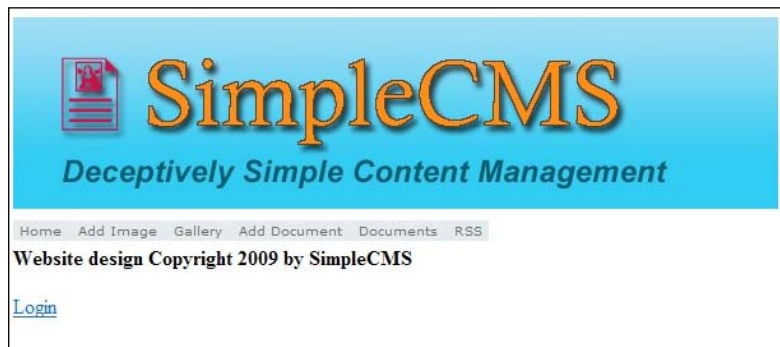 SimpleCMS
Deceptively Simple Content Management
Home Add Image Gallery Add Document Documents RSS
Website design Copyright 2009 by SimpleCMS
Login